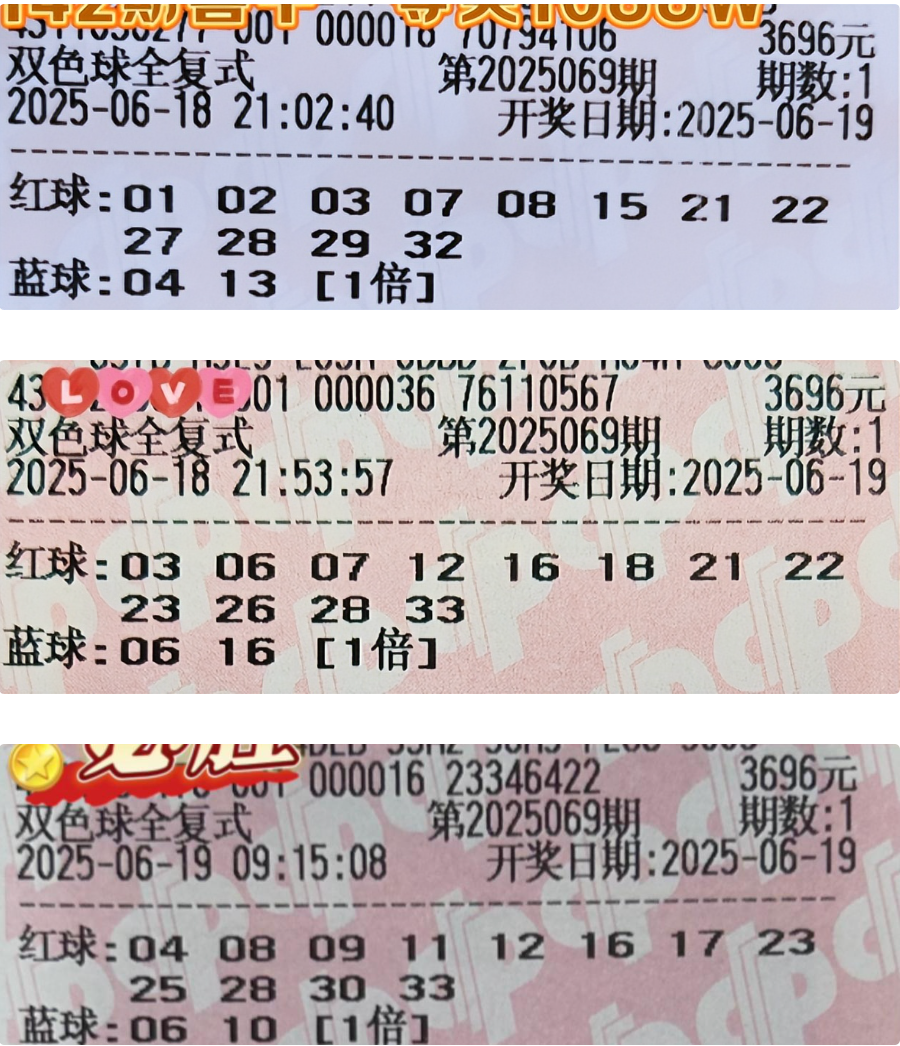 001 000018 70794106 3696元
双色球全复式 第2025069期 期数:1
2025-06-18 21:02:40 开奖日期:2025-06-19
红球:01 02 03 07 08 15 21 22
27 28 29 32
蓝球:04 13 [1倍]
43 LOVE 01 000036 76110567 3696元
双色球全复式 第2025069期 期数:1
2025-06-18 21:53:57 开奖日期:2025-06-19
红球:03 06 07 12 16 18 21 22
23 26 28 33
蓝球:06 16 [1倍]
000016 23346422 3696元
双色球全复式 第2025069期 期数:1
2025-06-19 09:15:08 开奖日期:2025-06-19
红球:04 08 09 11 12 16 17 23
25 28 30 33
蓝球:06 10 [1倍]